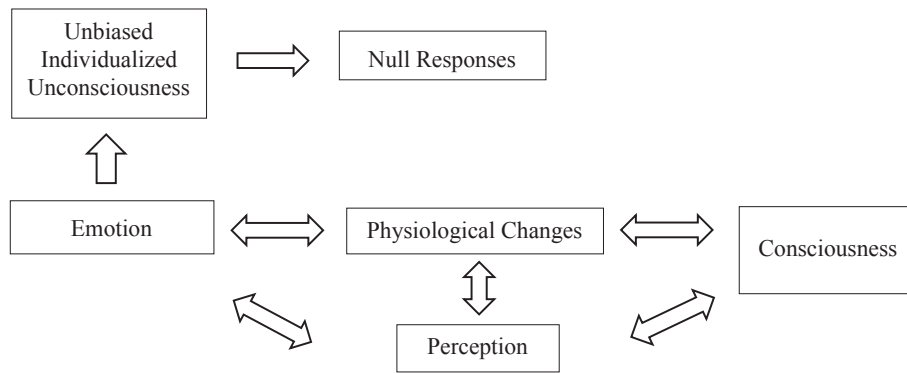 Unbiased
Individualized
Unconsciousness
Null Responses
Emotion
Physiological Changes
Consciousness
Perception